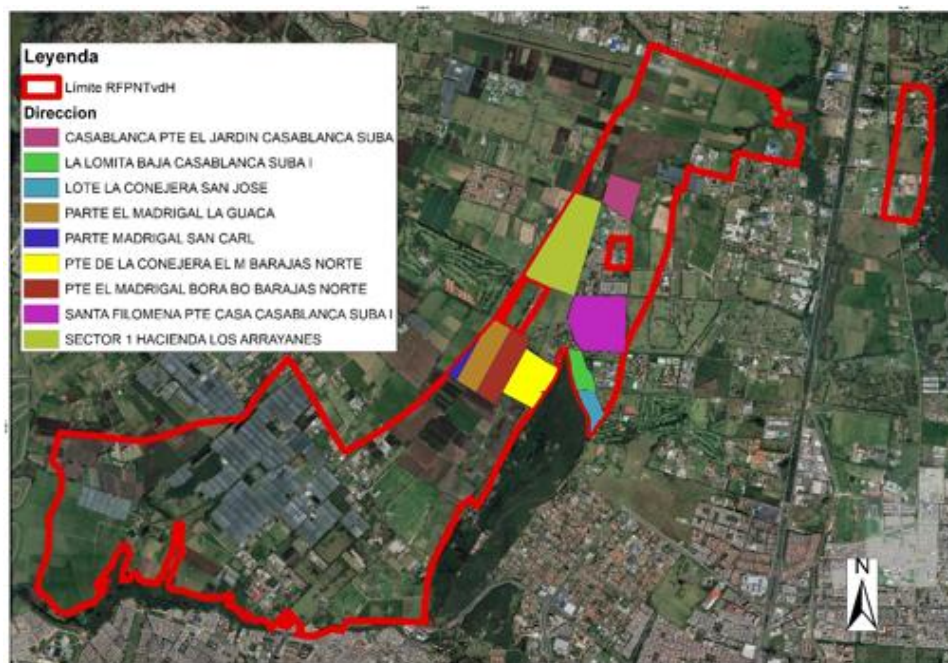 Leyenda
Límite RFPNTvdH
Direccion
CASABLANCA PTE EL JARDIN CASABLANCA SUBA
LA LOMITA BAJA CASABLANCA SUBA I
LOTE LA CONEJERA SAN JOSE
PARTE EL MADRIGAL LA GUACA
PARTE MADRIGAL SAN CARL
PTE DE LA CONEJERA EL M BARAJAS NORTE
PTE EL MADRIGAL BORA BO BARAJAS NORTE
SANTA FILOMENA PTE CASA CASABLANCA SUBA I
SECTOR 1 HACIENDA LOS ARRAYANES
N